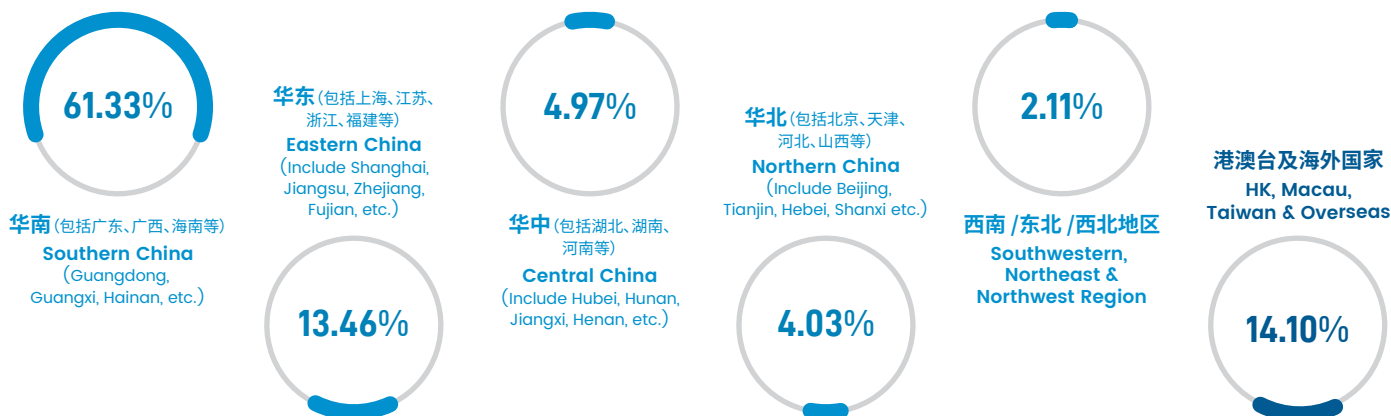 61.33%
华南(包括广东、广西、海南等)
Southern China
(Guangdong,
Guangxi, Hainan, etc.)
华东(包括上海、江苏、
浙江、福建等)
Eastern China
(Include Shanghai,
Jiangsu, Zhejiang,
Fujian, etc.)
13.46%
4.97%
华中(包括湖北、湖南、
河南等)
Central China
(Include Hubei, Hunan,
Jiangxi, Henan, etc.)
华北(包括北京、天津、
河北、山西等)
Northern China
(Include Beijing,
Tianjin, Hebei, Shanxi etc.)
4.03%
2.11%
西南 /东北 /西北地区
Southwestern,
Northeast &
Northwest Region
港澳台及海外国家
HK, Macau,
Taiwan & Overseas
14.10%